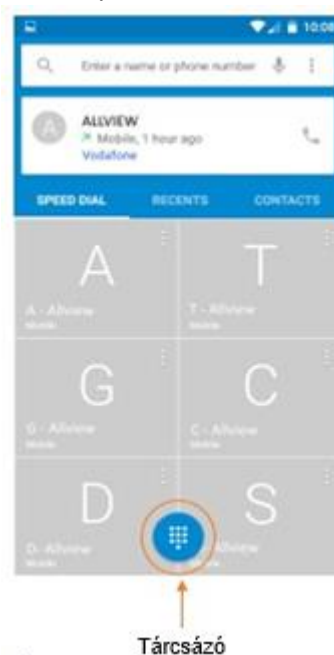 10:08
Enter a name or phone number
A
ALLVIEW
Mobile, 1 hour ago
Vodafone
SPEED DIAL RECENTS CONTACTS
A T
A - Allview T - Allview
Mobile Mobile
G C
G - Allview C - Allview
Mobile Mobile
D S
D- Allview Allview
Mobile Mobile
Tárcsázó